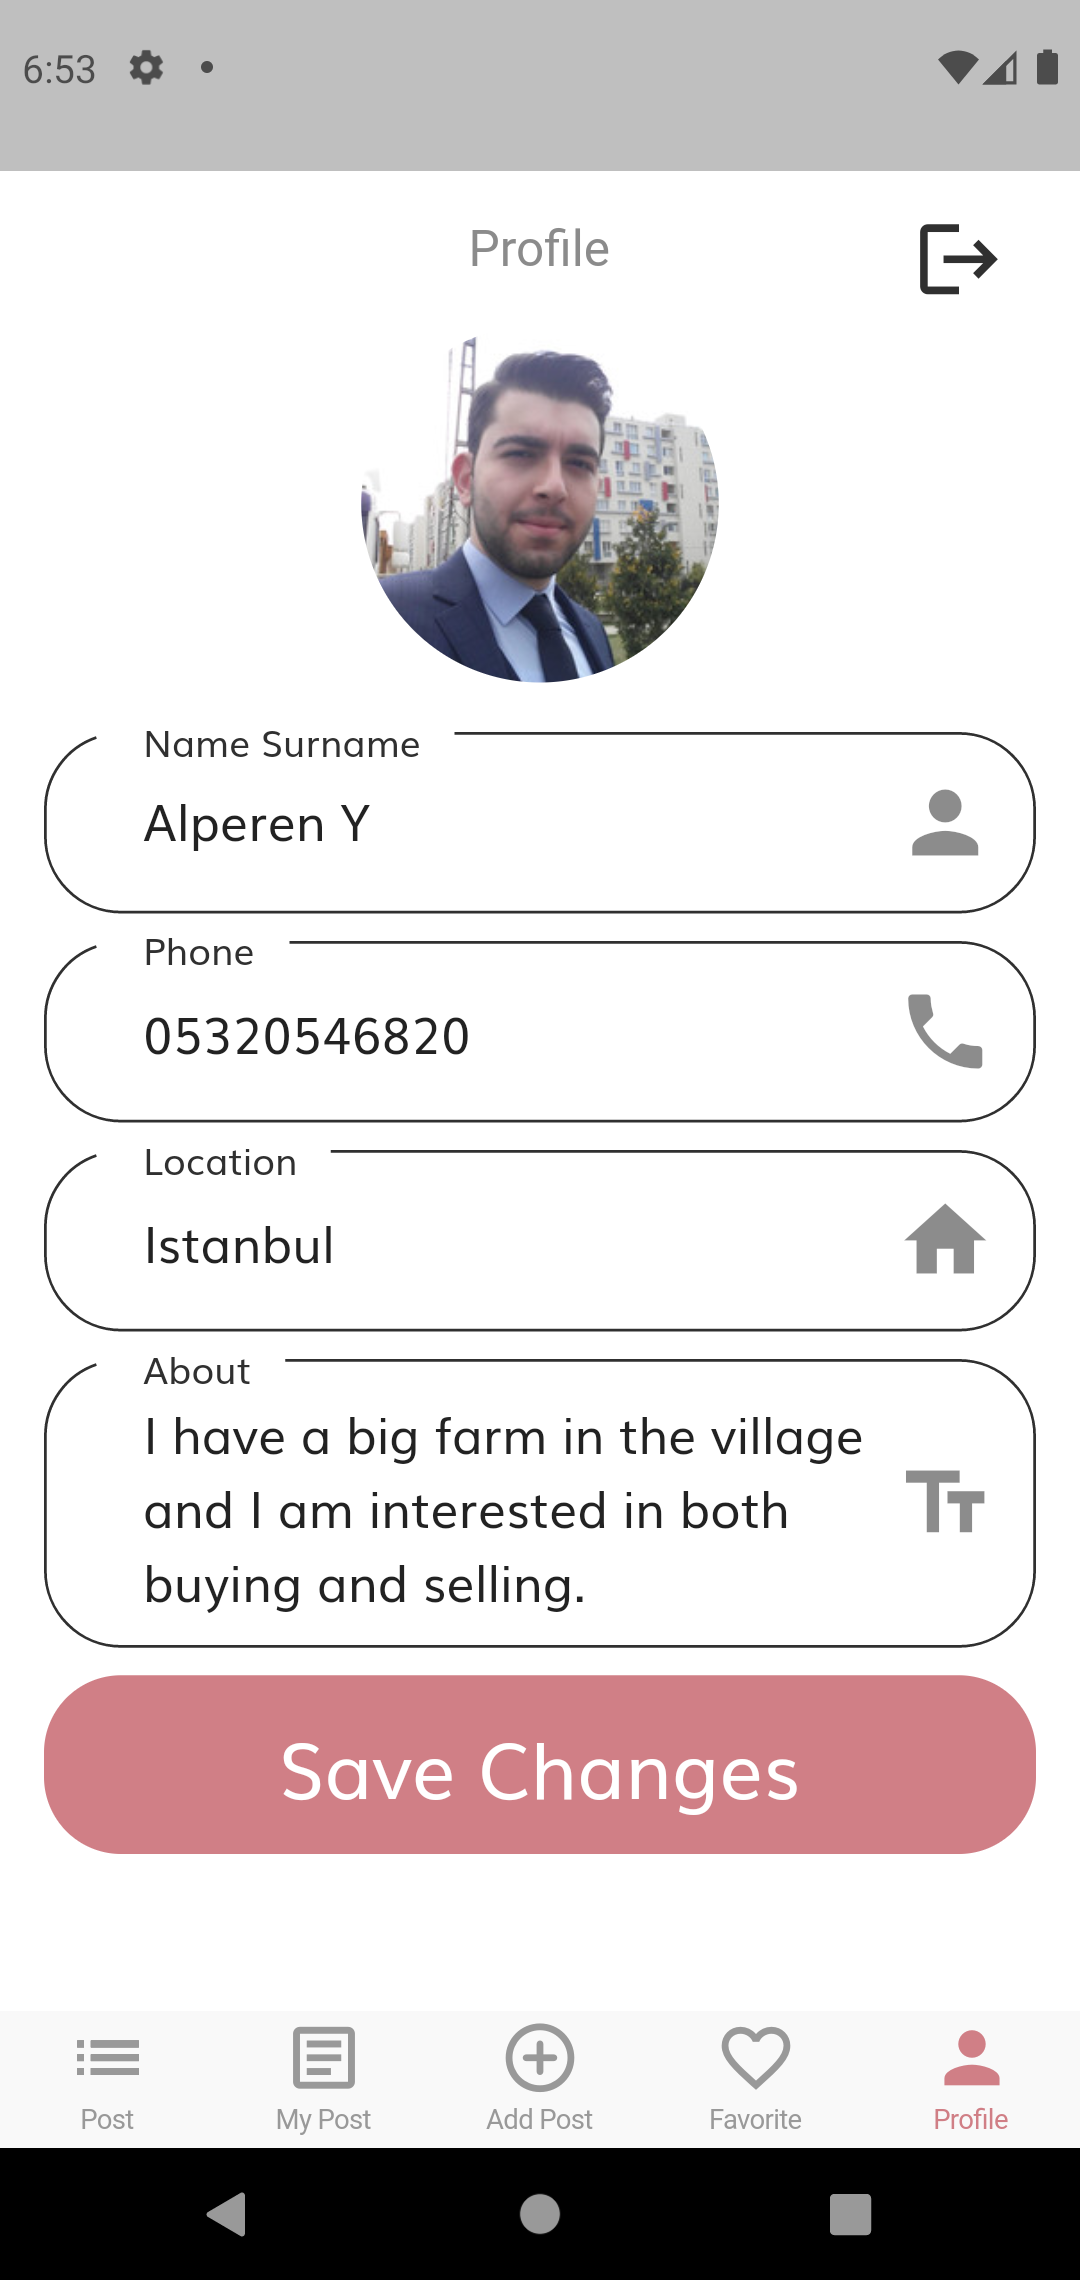 6:53
Profile
Name Surname
Alperen Y
Phone
05320546820
Location
Istanbul
About
I have a big farm in the village
and I am interested in both
buying and selling.
Save Changes
Post
My Post
Add Post
Favorite
Profile